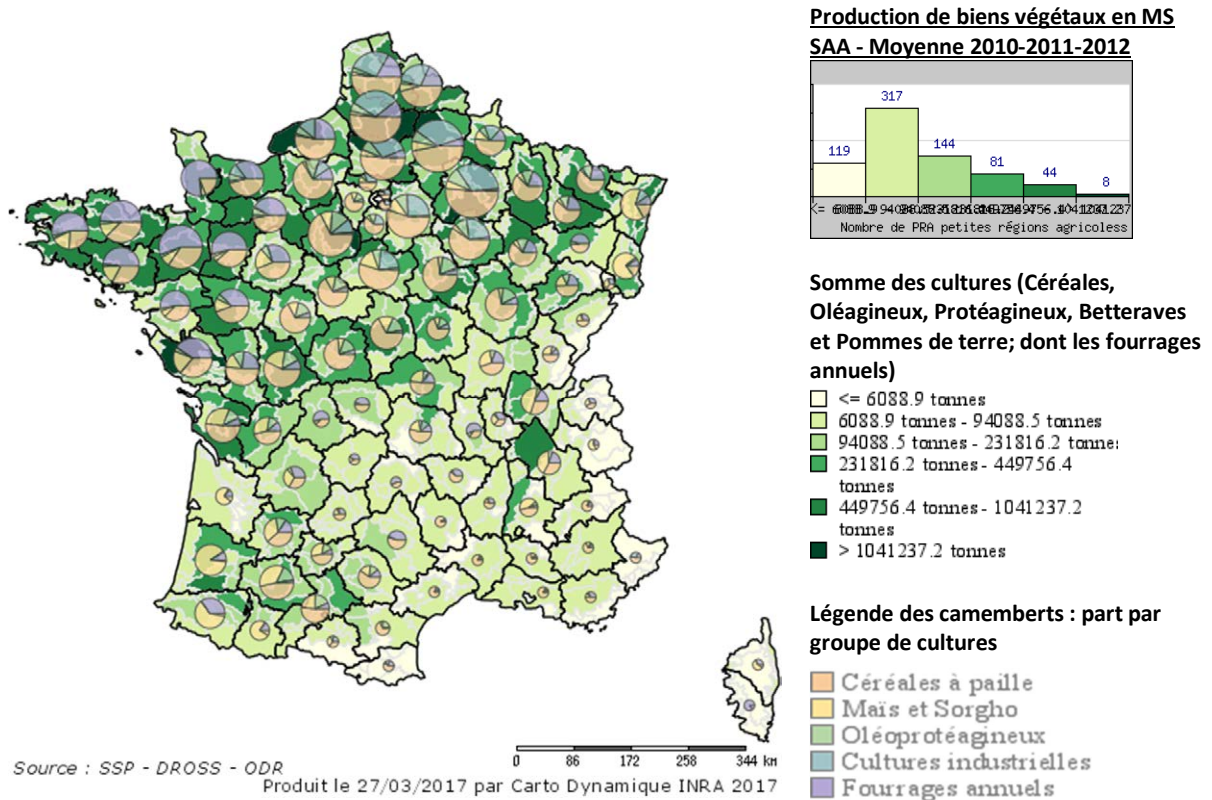 Production de biens végétaux en MS
SAA - Moyenne 2010-2011-2012
317
119
144
81
44
8
<= 6088.9
Nombre de PRA petites régions agricoless
Somme des cultures (Céréales,
Oléagineux, Protéagineux, Betteraves
et Pommes de terre; dont les fourrages
annuels)
<= 6088.9 tonnes
6088.9 tonnes - 94088.5 tonnes
94088.5 tonnes - 231816.2 tonnes
231816.2 tonnes - 449756.4
tonnes
449756.4 tonnes - 1041237.2
tonnes
> 1041237.2 tonnes
Légende des camemberts : part par
groupe de cultures
Céréales à paille
Maïs et Sorgho
Oléoprotéagineux
Cultures industrielles
Fourrages annuels
0 86 172 258 344 km
Source : SSP - DROSS - ODR
Produit le 27/03/2017 par Carto Dynamique INRA 2017